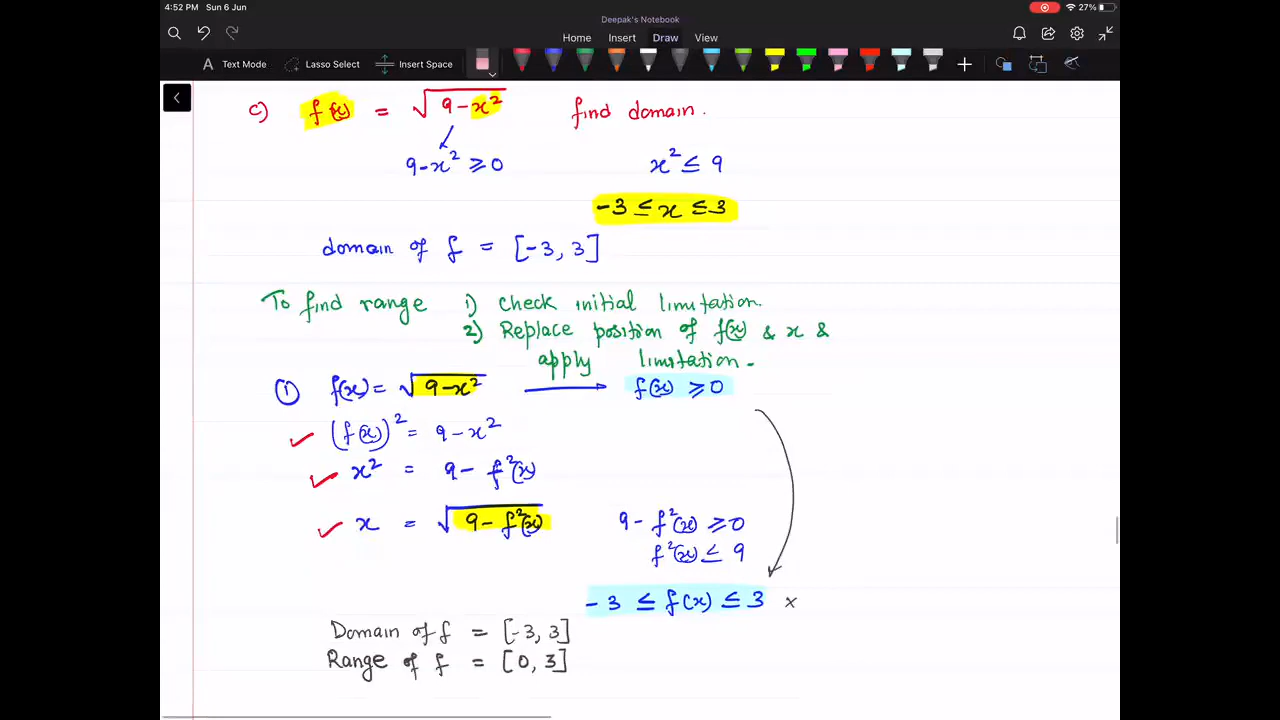 4:52 PM Sun 6 Jun
27%
Deepak's Notebook
Home Insert Draw View
A Text Mode Lasso Select Insert Space
c) f(x) = √9-x² find domain.
9-x² ≥ 0 x² ≤ 9
-3 ≤ x ≤ 3
domain of f = [-3, 3]
To find range 1) Check initial limitation.
2) Replace position of f(x) & x &
apply limitation.
① f(x) = √9-x² → f(x) ≥ 0
✓ (f(x))² = 9-x²
✓ x² = 9 - f²(x)
✓ x = √9 - f²(x) 9 - f²(x) ≥ 0
f²(x) ≤ 9
-3 ≤ f(x) ≤ 3 ×
Domain of f = [-3, 3]
Range of f = [0, 3]